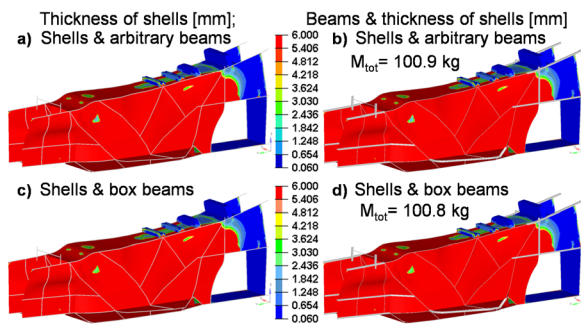 Thickness of shells [mm];
Beams & thickness of shells [mm]
a) Shells & arbitrary beams
b) Shells & arbitrary beams
M_tot= 100.9 kg
6.000
5.406
4.812
4.218
3.624
3.030
2.436
1.842
1.248
0.654
0.060
c) Shells & box beams
d) Shells & box beams
M_tot= 100.8 kg
6.000
5.406
4.812
4.218
3.624
3.030
2.436
1.842
1.248
0.654
0.060